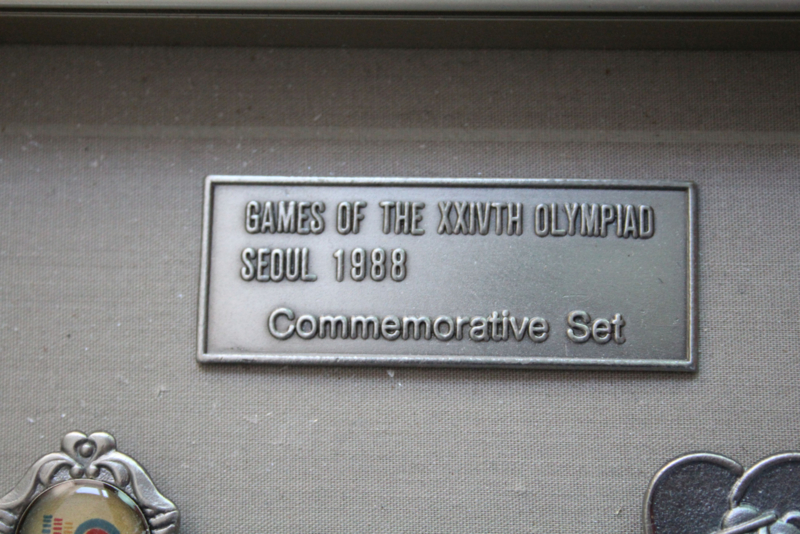 GAMES OF THE XXIVTH OLYMPIAD
SEOUL 1988
Commemorative Set